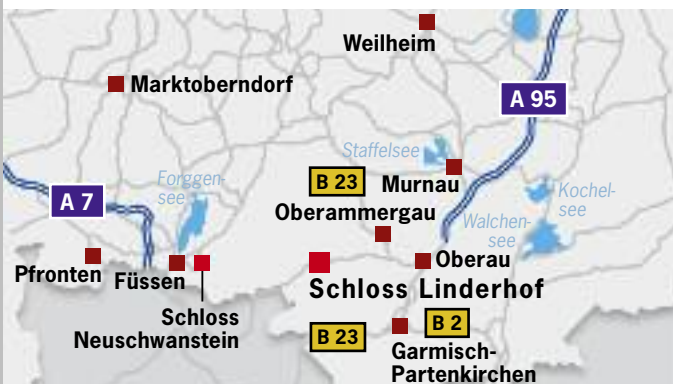 Weilheim
Marktoberndorf
A 95
Staffelsee
B 23
Murnau
Forggen-
see
A 7
Kochel-
see
Oberammergau
Walchen-
see
Pfronten
Füssen
Oberau
Schloss Linderhof
Schloss
Neuschwanstein
B 23
B 2
Garmisch-
Partenkirchen